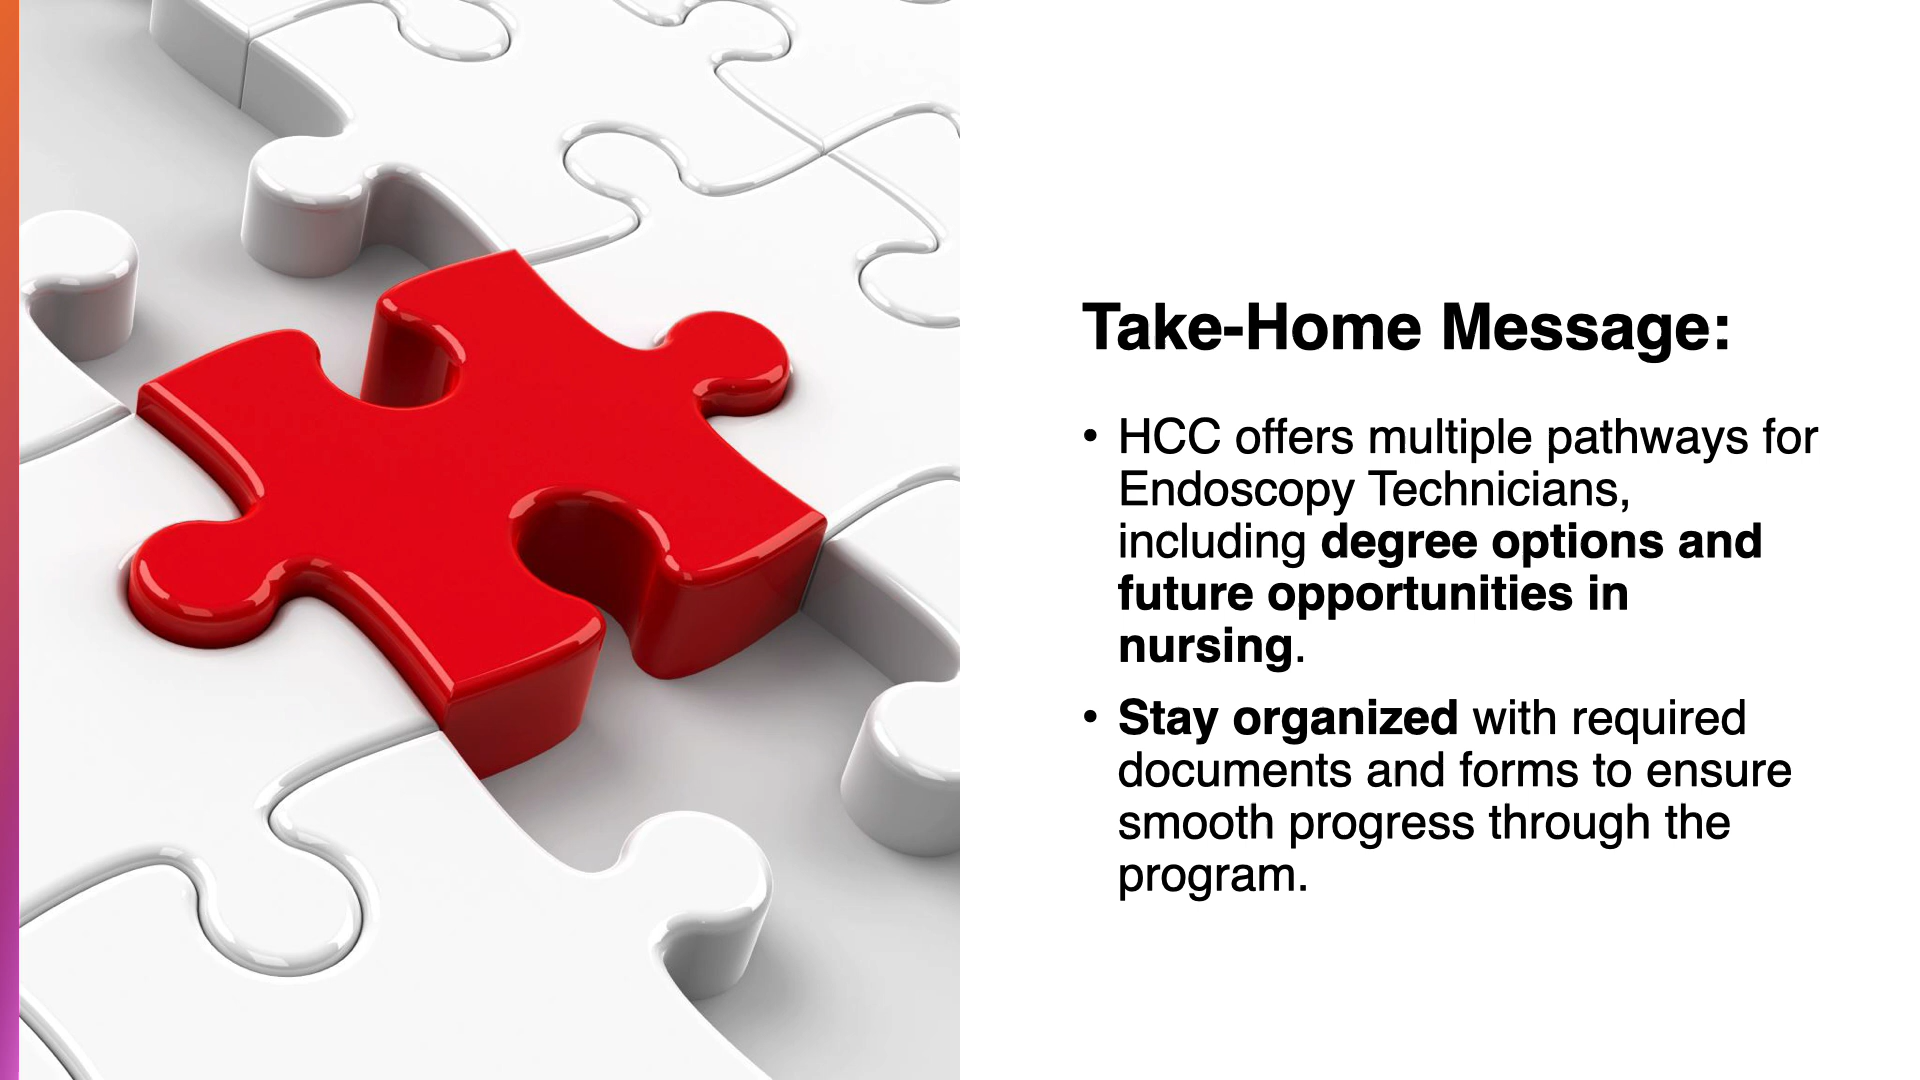 Take-Home Message:
• HCC offers multiple pathways for
Endoscopy Technicians,
including degree options and
future opportunities in
nursing.
• Stay organized with required
documents and forms to ensure
smooth progress through the
program.